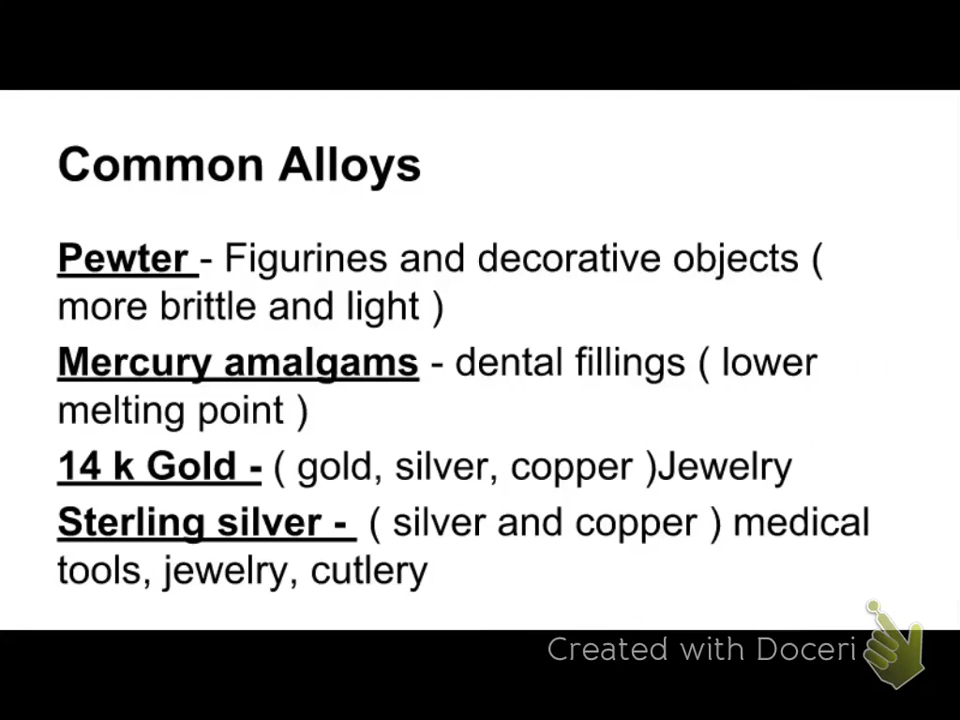 Common Alloys
Pewter - Figurines and decorative objects (
more brittle and light )
Mercury amalgams - dental fillings ( lower
melting point )
14 k Gold - ( gold, silver, copper )Jewelry
Sterling silver - ( silver and copper ) medical
tools, jewelry, cutlery
Created with Doceri